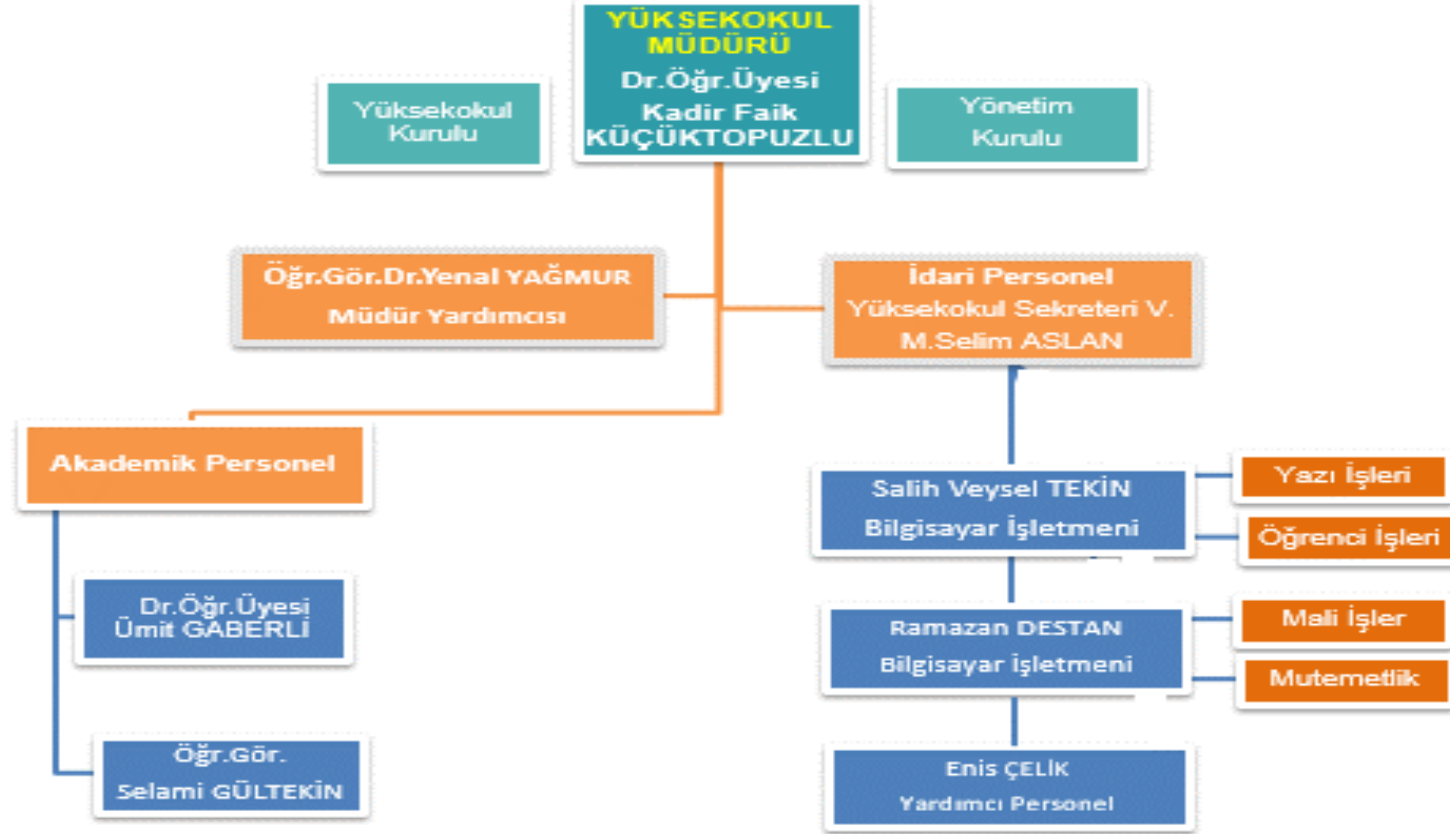 YÜKSEKOKUL
MÜDÜRÜ
Dr.Öğr.Üyesi
Kadir Faik
KÜÇÜKTOPUZLU
Yüksekokul
Kurulu
Yönetim
Kurulu
Öğr.Gör.Dr.Yenal YAĞMUR
Müdür Yardımcısı
İdari Personel
Yüksekokul Sekreteri V.
M.Selim ASLAN
Akademik Personel
Dr.Öğr.Üyesi
Ümit GABERLİ
Öğr.Gör.
Selami GÜLTEKİN
Salih Veysel TEKİN
Bilgisayar İşletmeni
Yazı İşleri
Öğrenci İşleri
Ramazan DESTAN
Bilgisayar İşletmeni
Mali İşler
Mutemetlik
Enis ÇELİK
Yardımcı Personel